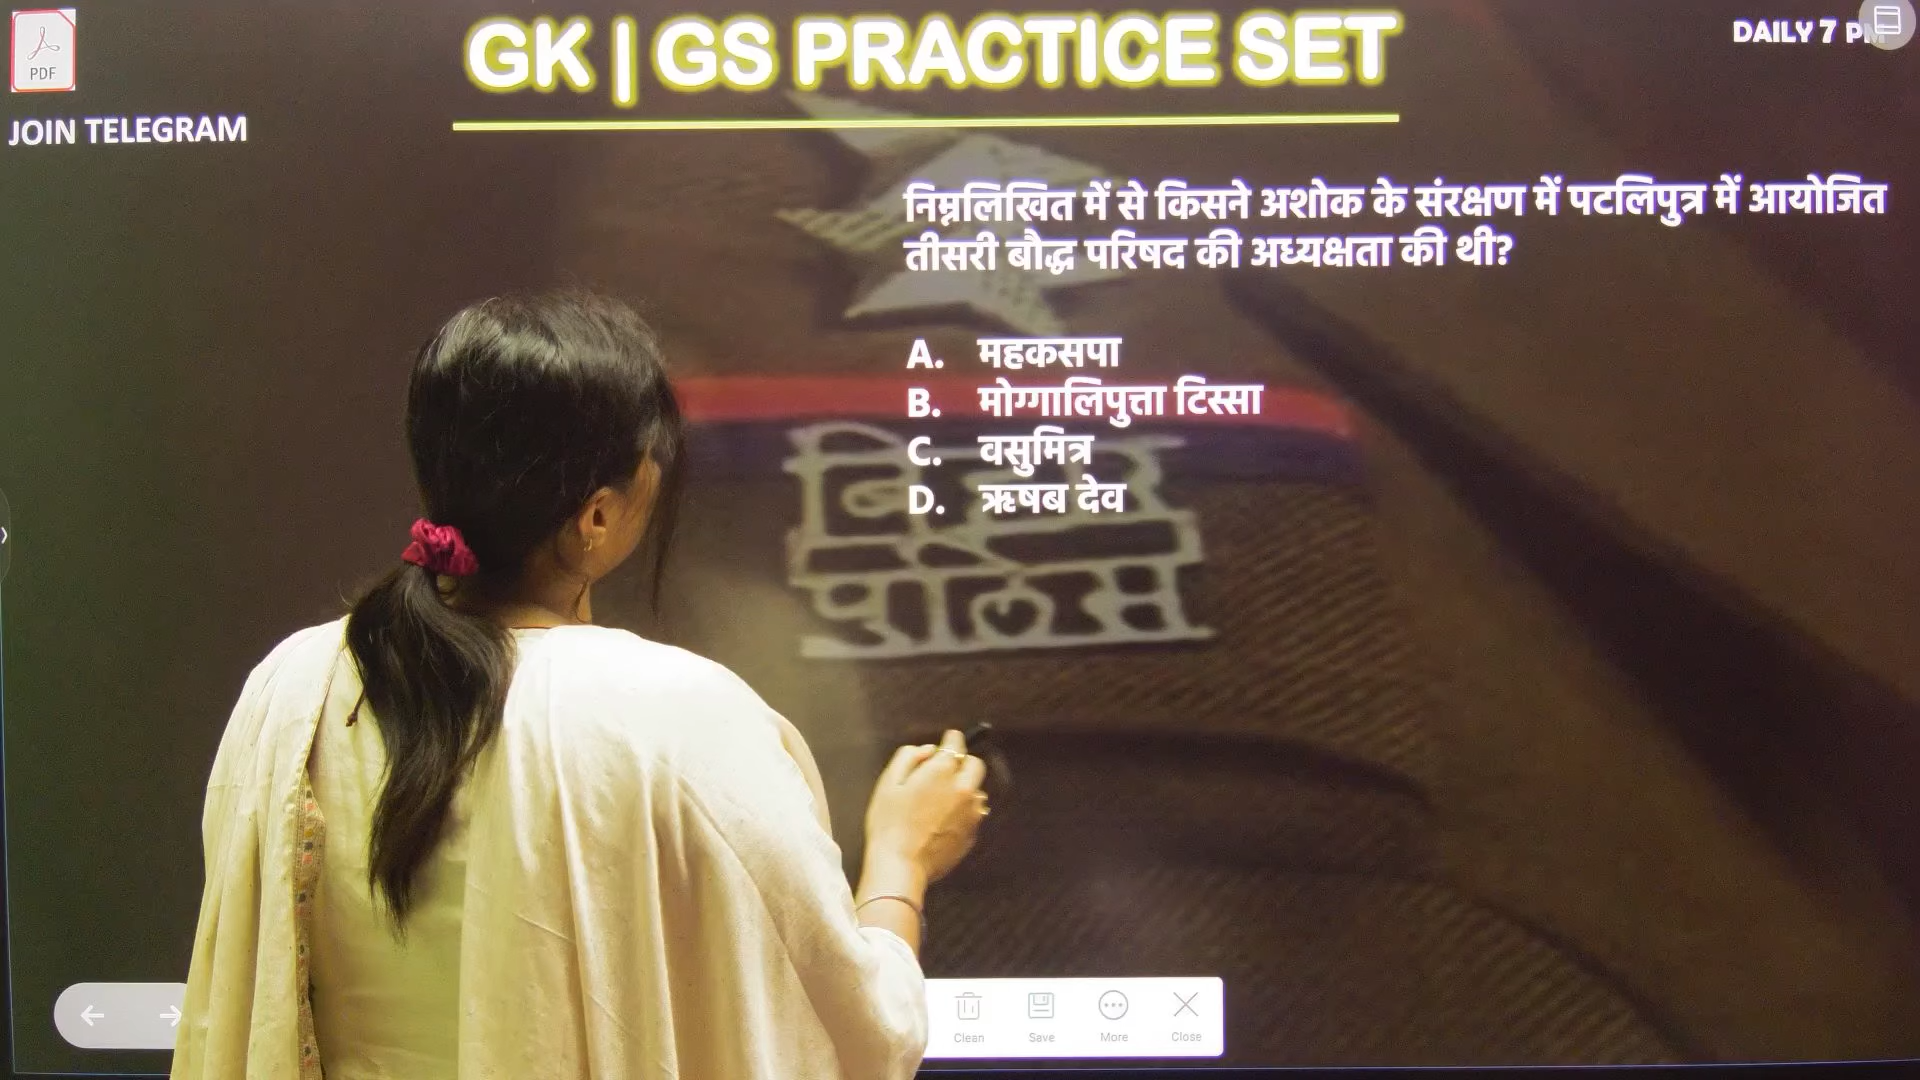 PDF
GK | GS PRACTICE SET
DAILY 7 PM
JOIN TELEGRAM
निम्नलिखित में से किसने अशोक के संरक्षण में पटलिपुत्र में आयोजित
तीसरी बौद्ध परिषद की अध्यक्षता की थी?
A. महकसपा
B. मोग्गालिपुत्ता टिस्सा
C. वसुमित्र
D. ऋषब देव
बिहार
पुलिस
Clean Save More Close